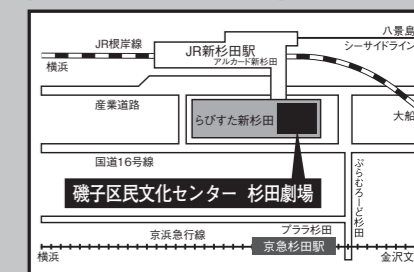 八景島
JR根岸線
JR新杉田駅
シーサイドライン
アルカード新杉田
横浜
産業道路
らびすた新杉田
大船
国道16号線
ぷらむろーど杉田
磯子区民文化センター 杉田劇場
プララ杉田
京浜急行線
京急杉田駅
横浜
金沢文